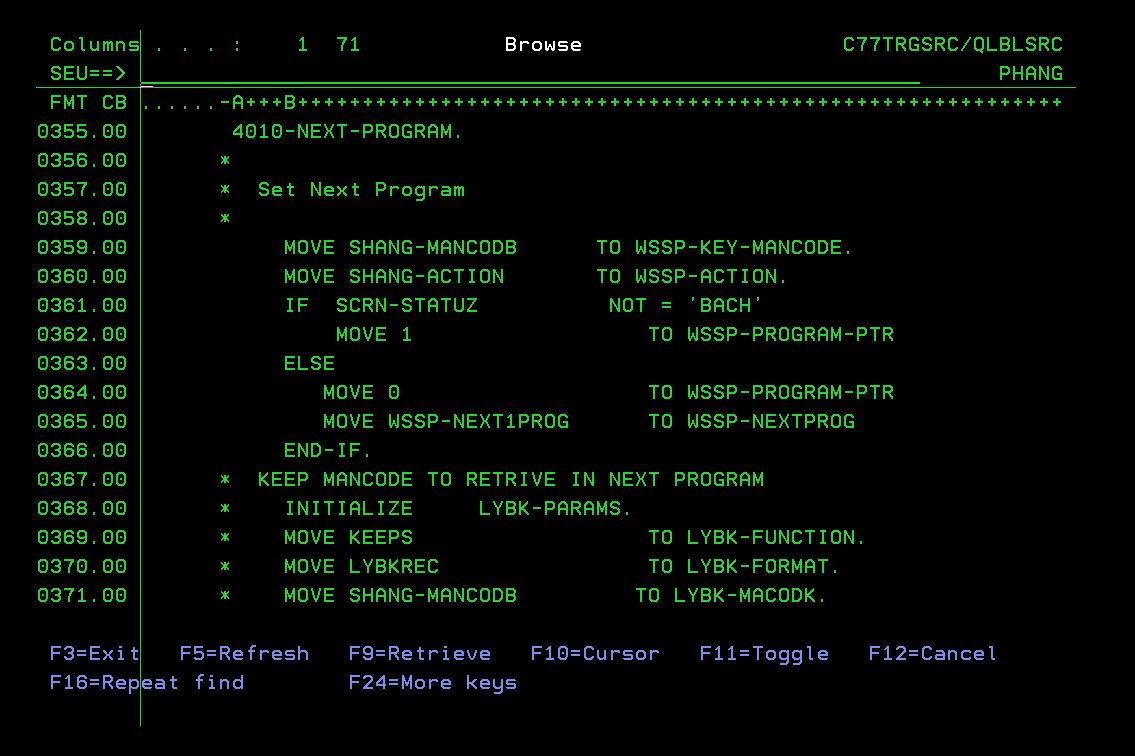 Columns . . . :    1  71            Browse                    C77TRGSRC/QLBLSRC
SEU==>                                                                    PHANG
FMT CB ......-A+++B+++++++++++++++++++++++++++++++++++++++++++++++++++++++++++
0355.00        4010-NEXT-PROGRAM.
0356.00       *
0357.00       *  Set Next Program
0358.00       *
0359.00            MOVE SHANG-MANCODB      TO WSSP-KEY-MANCODE.
0360.00            MOVE SHANG-ACTION       TO WSSP-ACTION.
0361.00            IF  SCRN-STATUZ          NOT = 'BACH'
0362.00                MOVE 1                  TO WSSP-PROGRAM-PTR
0363.00            ELSE
0364.00               MOVE 0                   TO WSSP-PROGRAM-PTR
0365.00               MOVE WSSP-NEXT1PROG      TO WSSP-NEXTPROG
0366.00            END-IF.
0367.00       *  KEEP MANCODE TO RETRIVE IN NEXT PROGRAM
0368.00       *    INITIALIZE     LYBK-PARAMS.
0369.00       *    MOVE KEEPS                  TO LYBK-FUNCTION.
0370.00       *    MOVE LYBKREC                TO LYBK-FORMAT.
0371.00       *    MOVE SHANG-MANCODB         TO LYBK-MACODK.
F3=Exit   F5=Refresh   F9=Retrieve   F10=Cursor   F11=Toggle   F12=Cancel
F16=Repeat find        F24=More keys